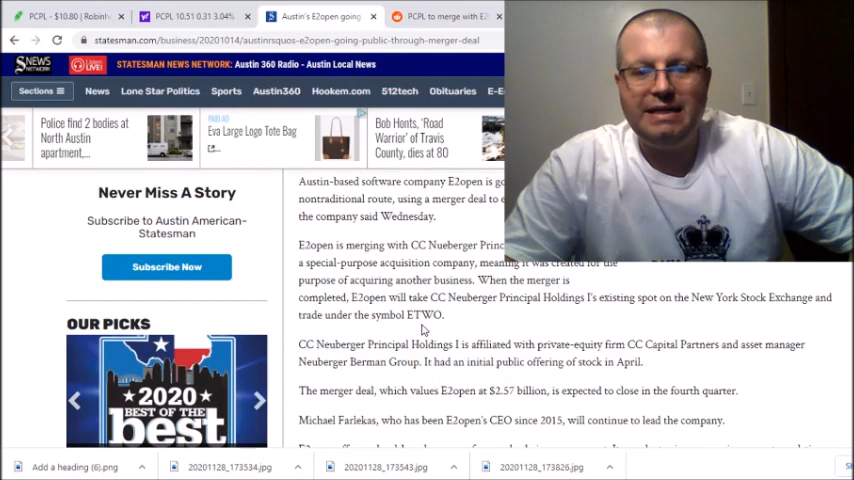 PCPL - $10.80 | Robinh
PCPL 10.51 0.31 3.04%
Austin's E2open going
PCPL to merge with E2
statesman.com/business/20201014/austinrsquos-e2open-going-public-through-merger-deal
S NEWS NETWORK
Listen LIVE!
STATESMAN NEWS NETWORK: Austin 360 Radio - Austin Local News
Sections
News
Lone Star Politics
Sports
Austin360
Hookem.com
512tech
Obituaries
E-E
Police find 2 bodies at
North Austin
apartment,...
PAID AD
Eva Large Logo Tote Bag
...
Bob Honts, 'Road
Warrior' of Travis
County, dies at 80
Never Miss A Story
Subscribe to Austin American-
Statesman
Subscribe Now
OUR PICKS
2020
BEST OF THE
best
Austin-based software company E2open is go
nontraditional route, using a merger deal to
the company said Wednesday.
E2open is merging with CC Nueberger Princ
a special-purpose acquisition company, meaning it was created for the
purpose of acquiring another business. When the merger is
completed, E2open will take CC Neuberger Principal Holdings I's existing spot on the New York Stock Exchange and
trade under the symbol ETWO.
CC Neuberger Principal Holdings I is affiliated with private-equity firm CC Capital Partners and asset manager
Neuberger Berman Group. It had an initial public offering of stock in April.
The merger deal, which values E2open at $2.57 billion, is expected to close in the fourth quarter.
Michael Farlekas, who has been E2open's CEO since 2015, will continue to lead the company.
Add a heading (6).png
20201128_173534.jpg
20201128_173543.jpg
20201128_173826.jpg